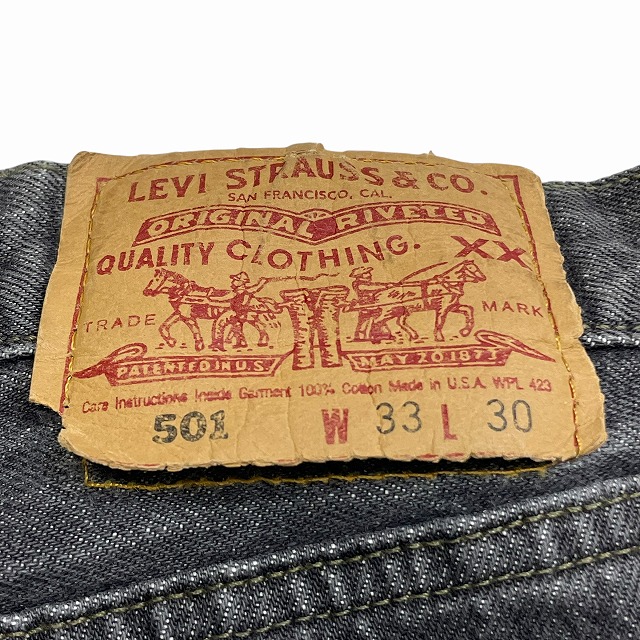 LEVI STRAUSS & CO.
SAN FRANCISCO, CAL.
ORIGINAL RIVETED
QUALITY CLOTHING. XX
TRADE MARK
PATENTED IN U.S. MAY 20 1873
Care Instructions Inside Garment 100% Cotton Made in U.S.A. WPL 423
501 W 33 L 30